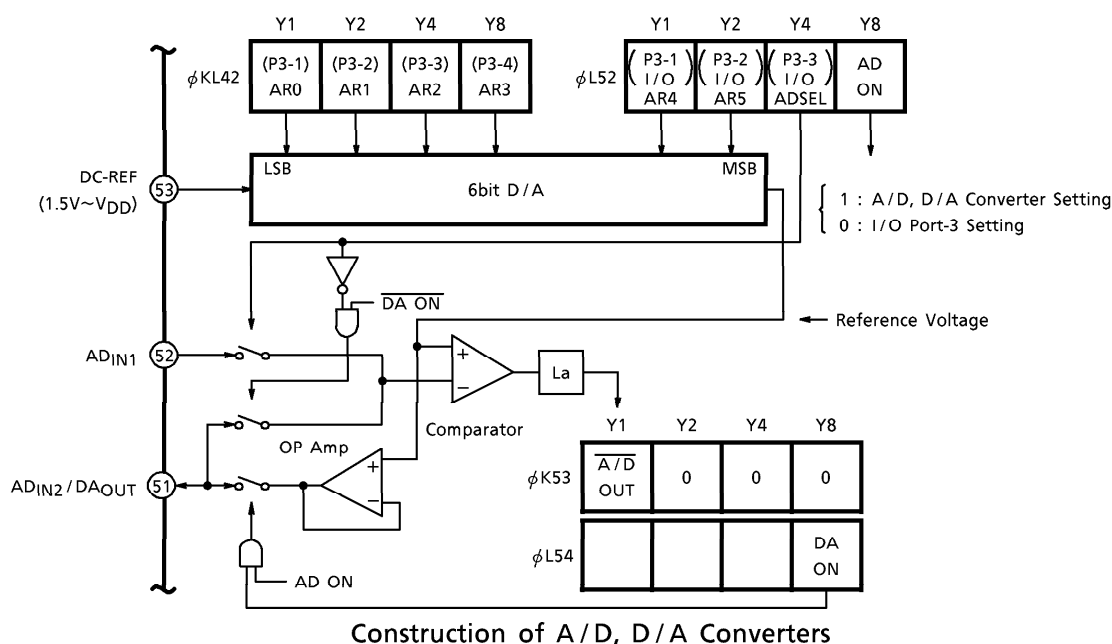 Y1 Y2 Y4 Y8
φKL42
(P3-1) (P3-2) (P3-3) (P3-4)
AR0 AR1 AR2 AR3
Y1 Y2 Y4 Y8
φL52
(P3-1 I/O) (P3-2 I/O) (P3-3 I/O) AD
AR4 AR5 ADSEL ON
DC-REF
(1.5V~VDD)
53
LSB
6bit D/A
MSB
1 : A/D, D/A Converter Setting
0 : I/O Port-3 Setting
D̅A̅ ̅O̅N̅
Reference Voltage
ADIN1
52
+
−
La
Comparator
OP Amp
+
−
ADIN2/DAOUT
51
AD ON
Y1 Y2 Y4 Y8
φK53
A̅/̅D̅ 0 0 0
OUT
φL54
DA
ON
Construction of A/D, D/A Converters